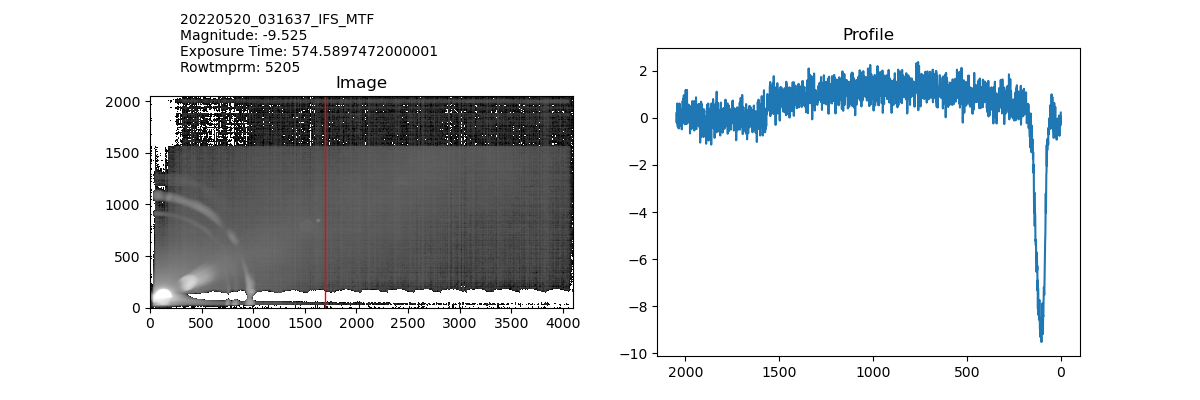 20220520_031637_IFS_MTF
Magnitude: -9.525
Exposure Time: 574.5897472000001
Rowtmprm: 5205
Image
2000
1500
1000
500
0
0 500 1000 1500 2000 2500 3000 3500 4000
Profile
2
0
−2
−4
−6
−8
−10
2000 1500 1000 500 0